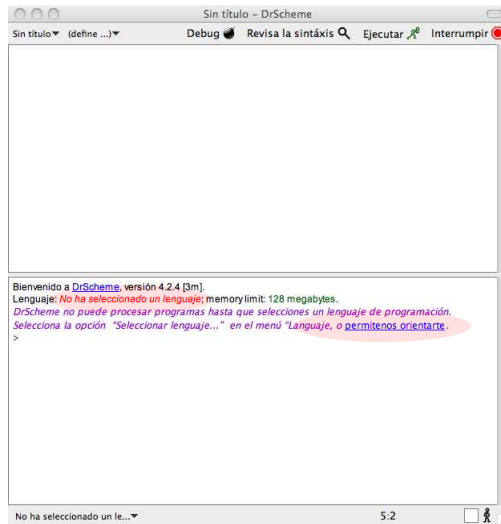 Sin título - DrScheme
Sin título (define ...) Debug Revisa la sintáxis Ejecutar Interrumpir
Bienvenido a DrScheme, versión 4.2.4 [3m].
Lenguaje: No ha seleccionado un lenguaje; memory limit: 128 megabytes.
DrScheme no puede procesar programas hasta que selecciones un lenguaje de programación.
Selecciona la opción "Seleccionar lenguaje..." en el menú "Languaje, o permitenos orientarte.
>
No ha seleccionado un le... 5:2